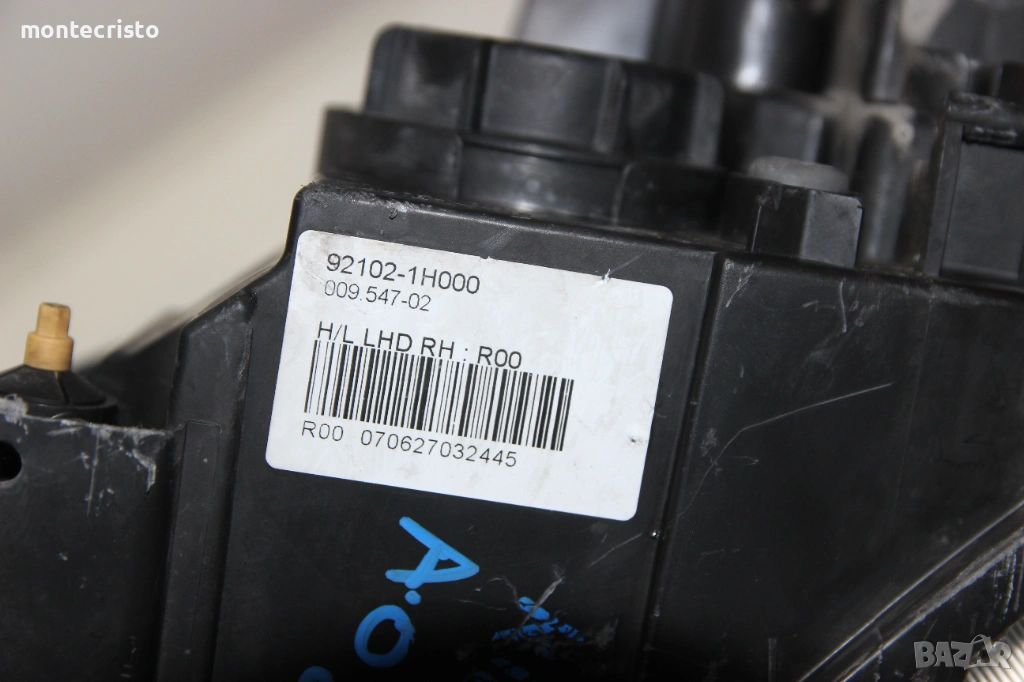 montecristo
92102-1H000
009.547-02
H/L LHD RH : R00
R00 070627032445
A.O
BAZAR